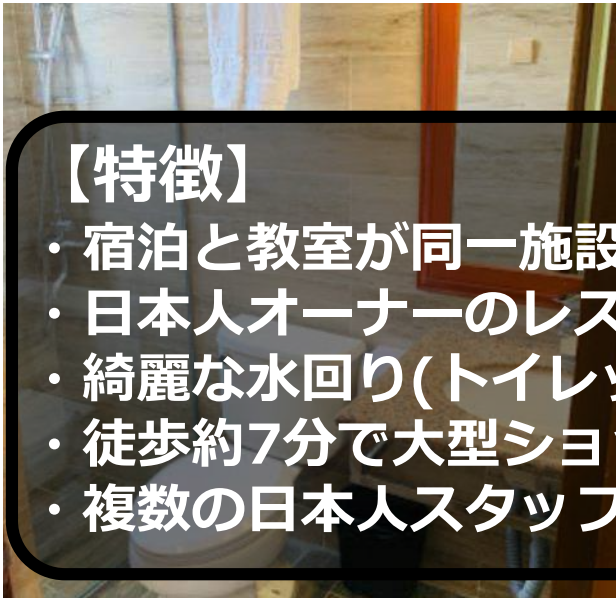 【特徴】
・宿泊と教室が同一施設
・日本人オーナーのレス
・綺麗な水回り(トイレッ
・徒歩約7分で大型ショッ
・複数の日本人スタッフ